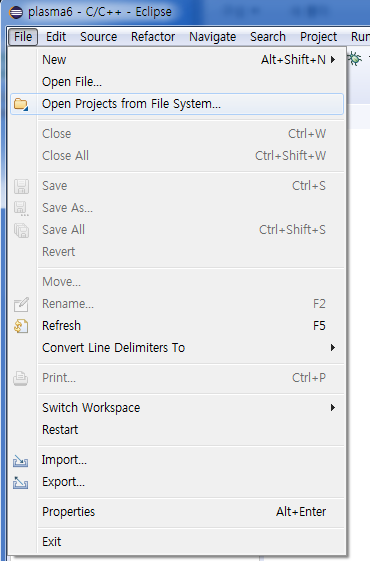 plasma6 - C/C++ - Eclipse
File Edit Source Refactor Navigate Search Project Run
New Alt+Shift+N
Open File...
Open Projects from File System...
Close Ctrl+W
Close All Ctrl+Shift+W
Save Ctrl+S
Save As...
Save All Ctrl+Shift+S
Revert
Move...
Rename... F2
Refresh F5
Convert Line Delimiters To
Print... Ctrl+P
Switch Workspace
Restart
Import...
Export...
Properties Alt+Enter
Exit